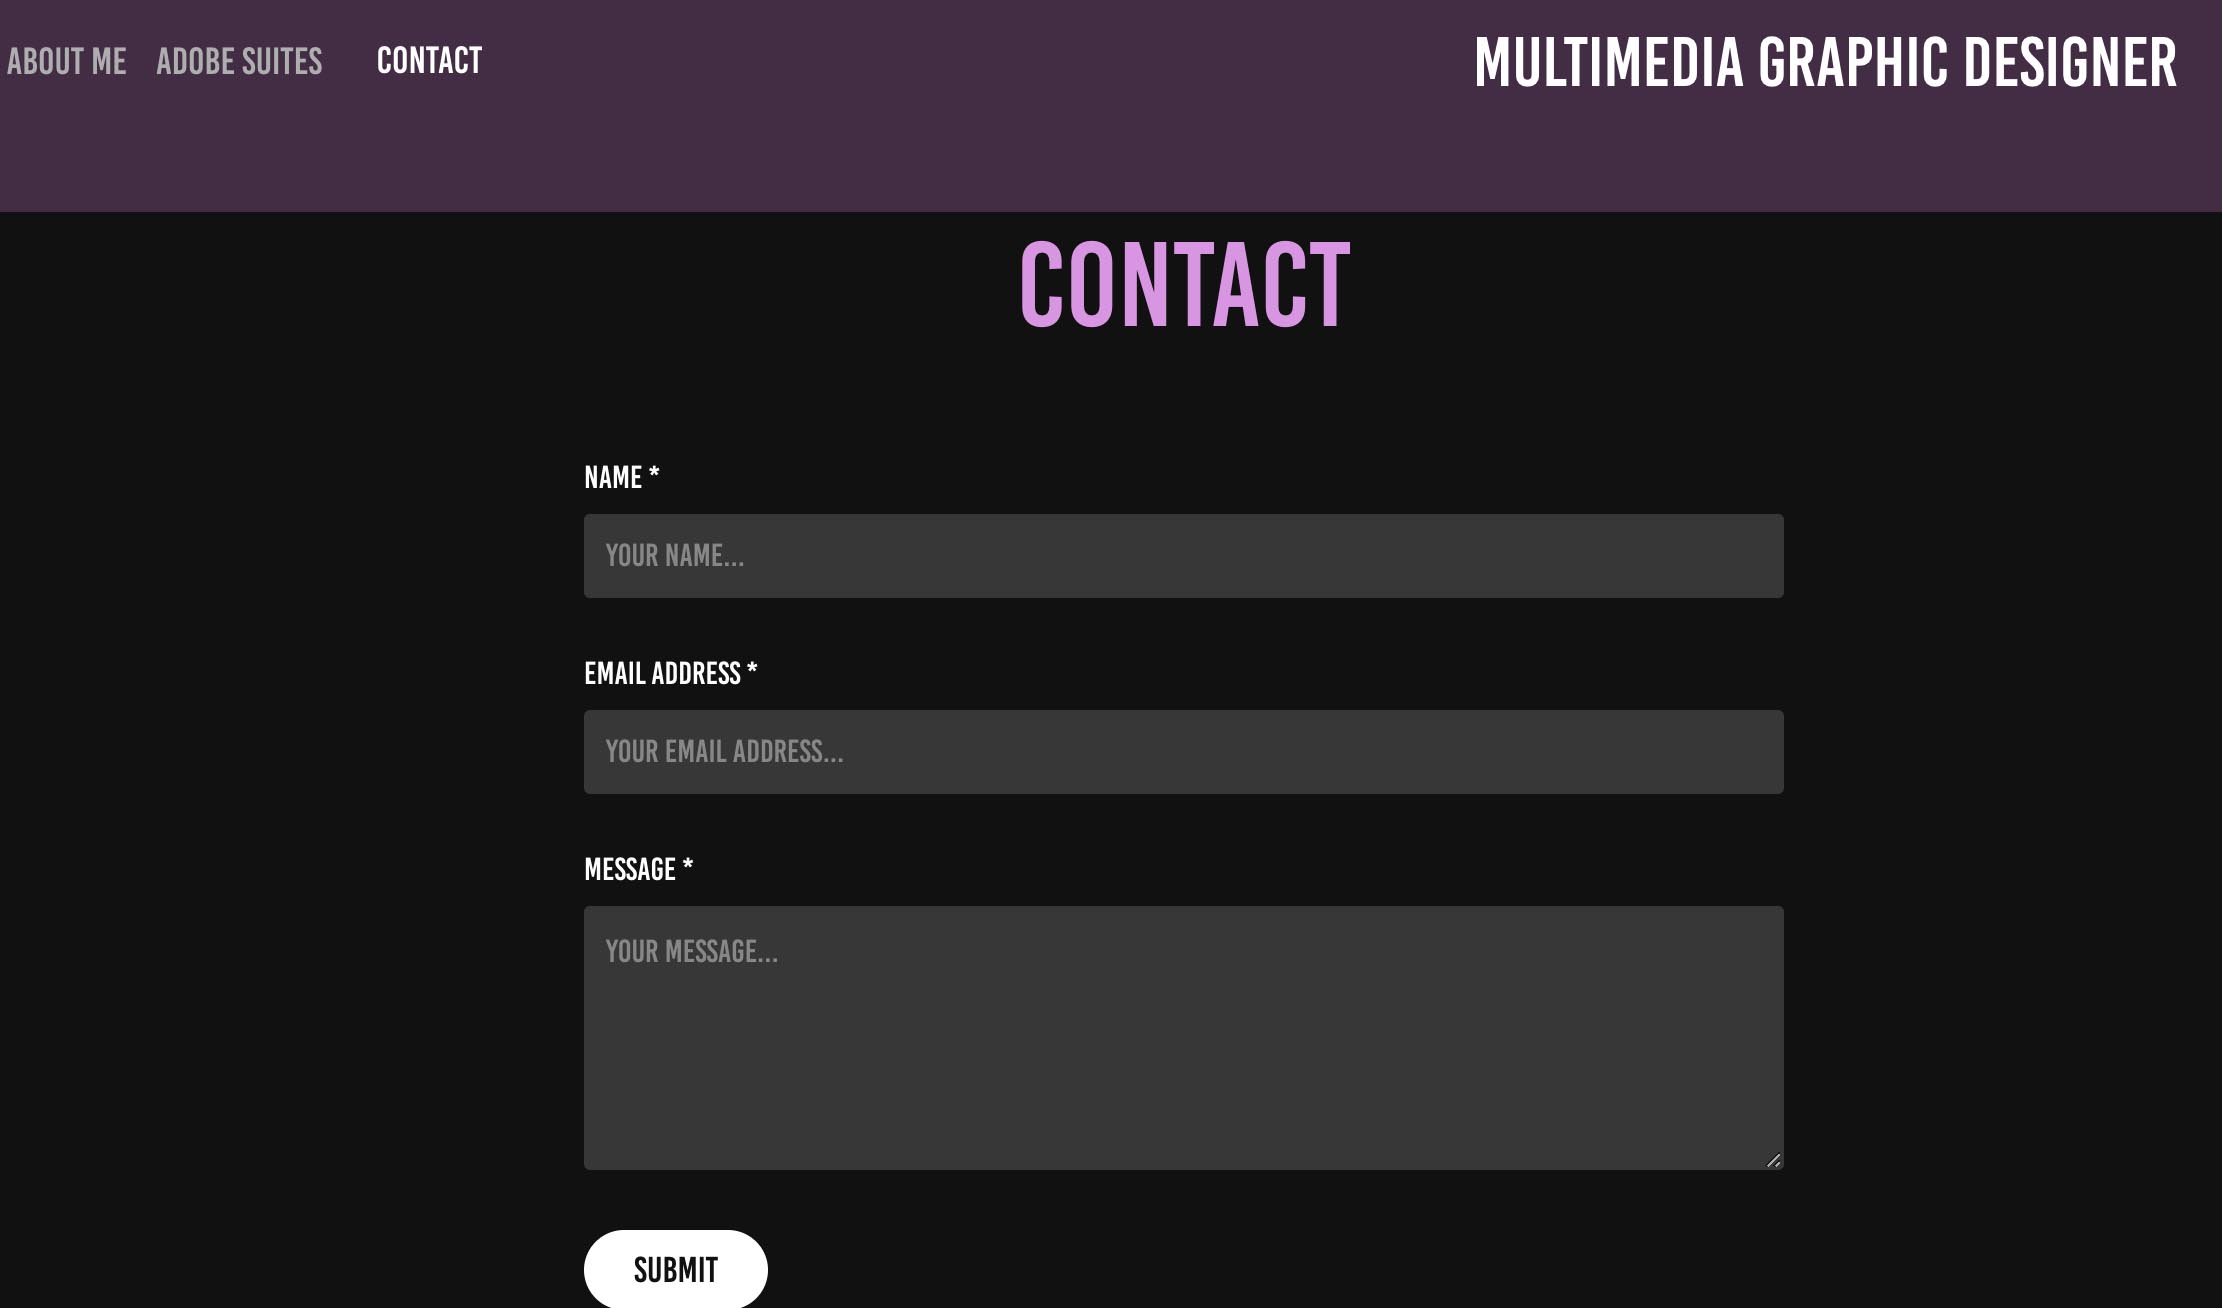 ABOUT ME ADOBE SUITES CONTACT
MULTIMEDIA GRAPHIC DESIGNER
CONTACT
NAME *
YOUR NAME...
EMAIL ADDRESS *
YOUR EMAIL ADDRESS...
MESSAGE *
YOUR MESSAGE...
SUBMIT